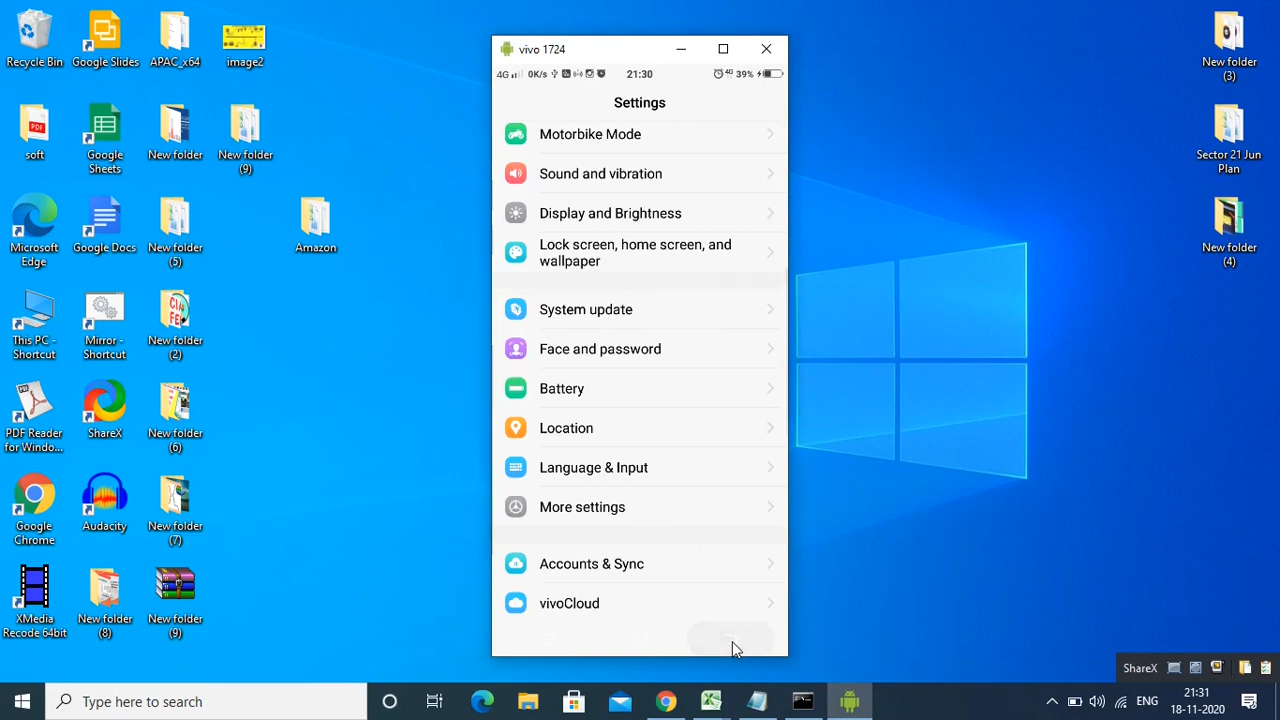 Recycle Bin
Google Slides
APAC_x64
image2
soft
Google
Sheets
New folder
New folder
(9)
Microsoft
Edge
Google Docs
New folder
(5)
Amazon
This PC -
Shortcut
Mirror -
Shortcut
New folder
(2)
PDF Reader
for Windo...
ShareX
New folder
(6)
Google
Chrome
Audacity
New folder
(7)
XMedia
Recode 64bit
New folder
(8)
New folder
(9)
vivo 1724
4G 0K/s 21:30 4G 39%
Settings
Motorbike Mode
Sound and vibration
Display and Brightness
Lock screen, home screen, and
wallpaper
System update
Face and password
Battery
Location
Language & Input
More settings
Accounts & Sync
vivoCloud
New folder
(3)
Sector 21 Jun
Plan
New folder
(4)
ShareX
Type here to search
ENG
21:31
18-11-2020